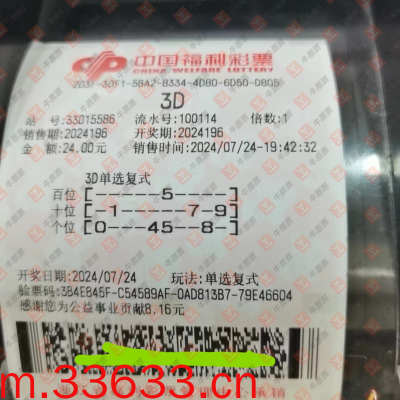 中国福利彩票
CHINA WELFARE LOTTERY
3D
站 号:33015586 流水号:100114 倍数:1
销售期:2024196 开奖期:2024196
金 额:24.00元 销售时间:2024/07/24-19:42:32
3D单选复式
百位 [-----5----]
十位 [-1-----7-9]
个位 [0---45--8-]
开奖日期:2024/07/24 玩法:单选复式
验票码:384E845F-C54589AF-0AD813B7-79E46604
感谢您为公益事业贡献8.16元
m.33633.cn